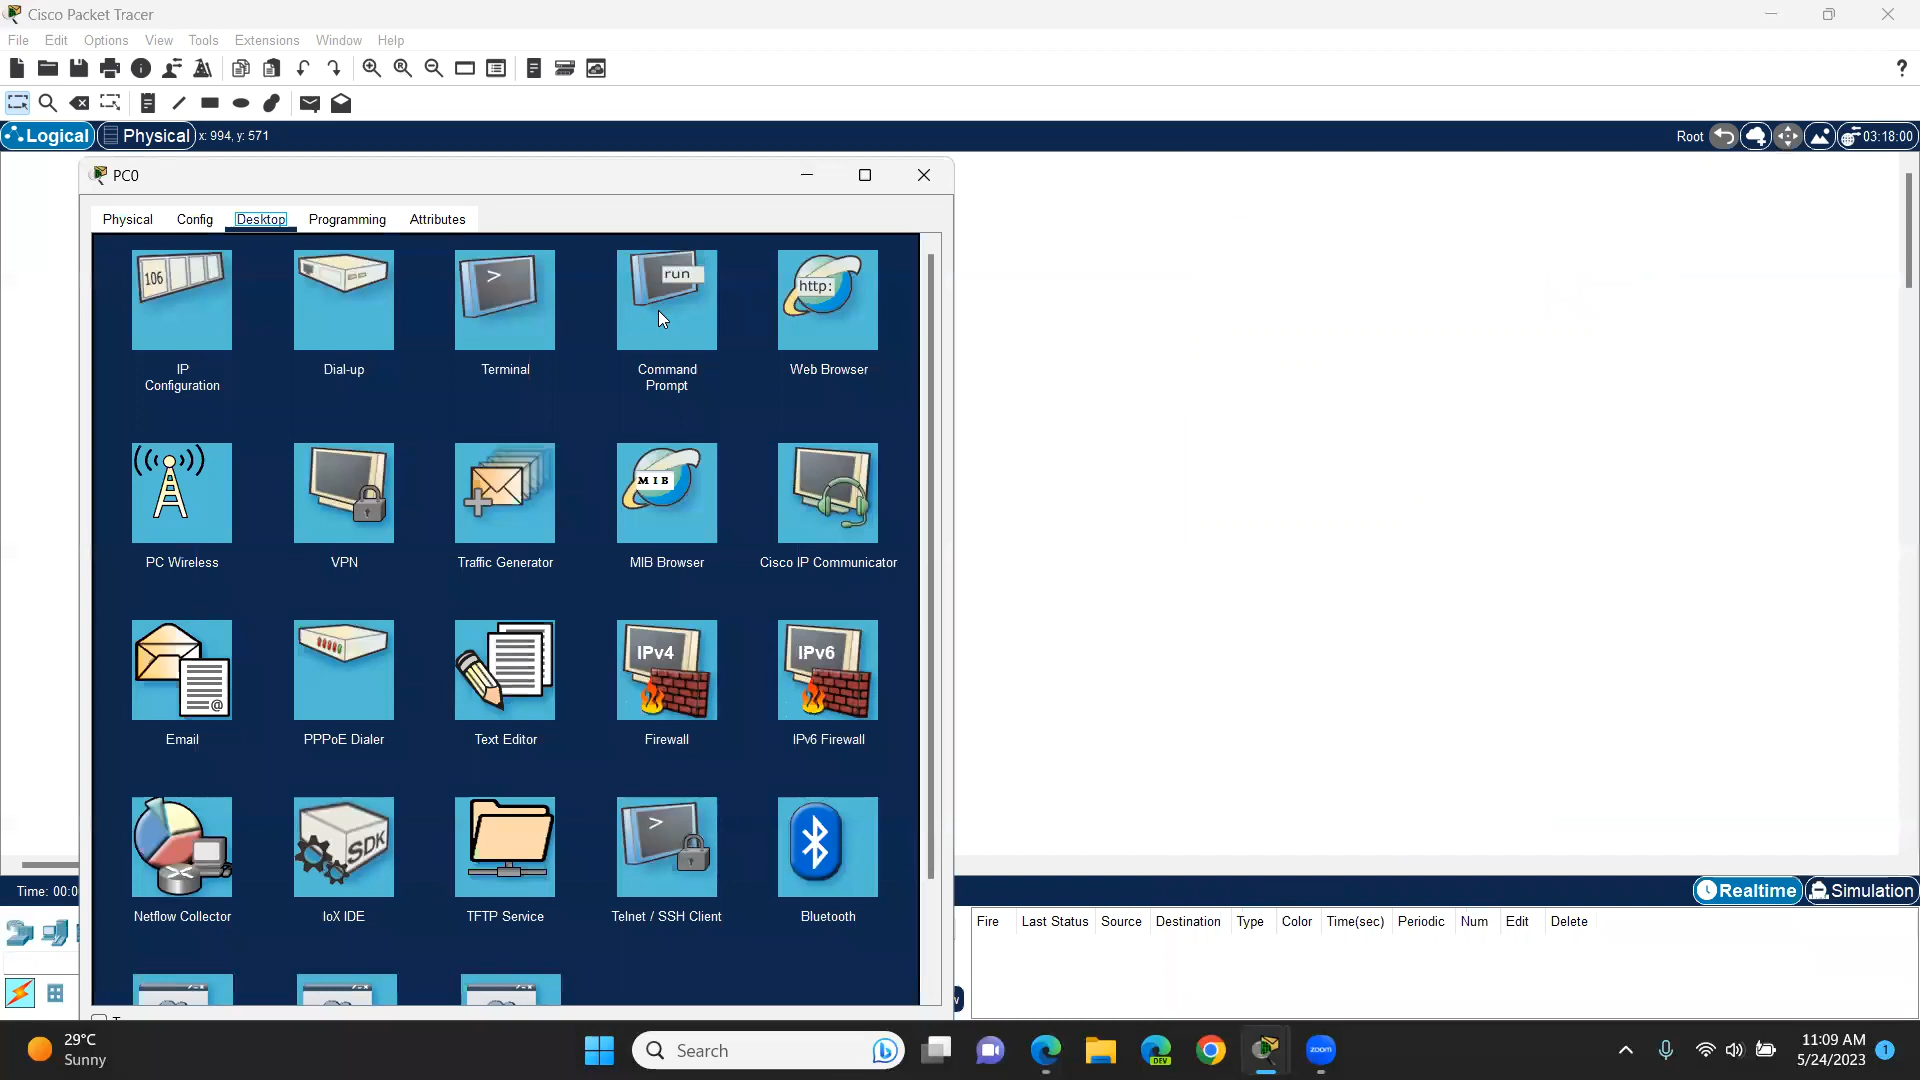 Cisco Packet Tracer
File Edit Options View Tools Extensions Window Help
?
Logical Physical x: 994, y: 571 Root 03:18:00
PC0
Physical Config Desktop Programming Attributes
106
>
run
http:
IP
Configuration
Dial-up
Terminal
Command
Prompt
Web Browser
MIB
PC Wireless
VPN
Traffic Generator
MIB Browser
Cisco IP Communicator
@
IPv4
IPv6
Email
PPPoE Dialer
Text Editor
Firewall
IPv6 Firewall
SDK
>
Netflow Collector
IoX IDE
TFTP Service
Telnet / SSH Client
Bluetooth
Time: 00:0
Realtime Simulation
Fire Last Status Source Destination Type Color Time(sec) Periodic Num Edit Delete
29°C
Sunny
Search
DEV
zoom
11:09 AM
5/24/2023
1